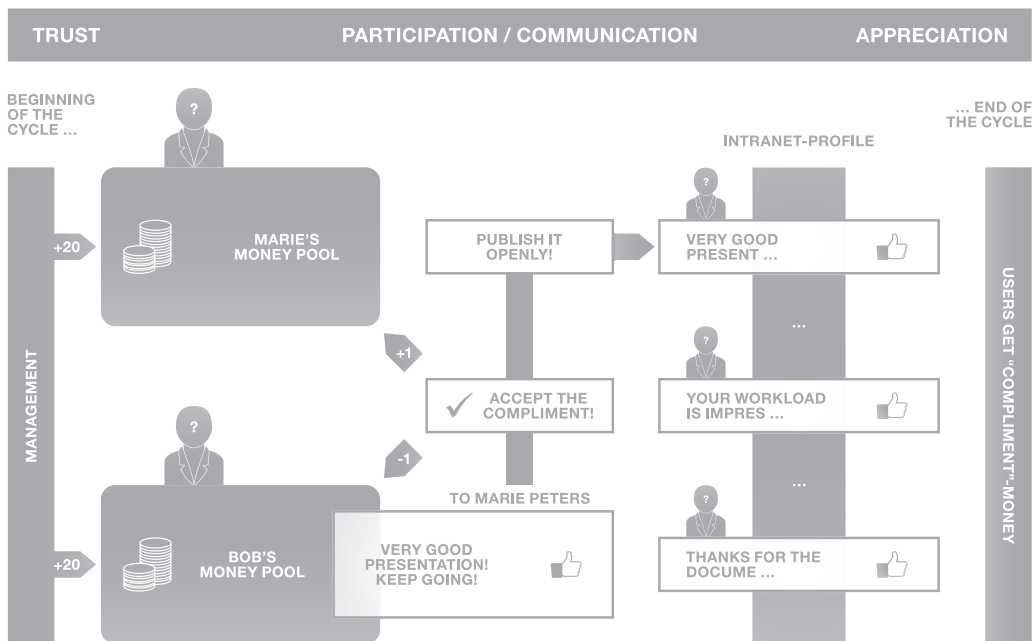 TRUST
PARTICIPATION / COMMUNICATION
APPRECIATION
BEGINNING
OF THE
CYCLE ...
... END OF
THE CYCLE
INTRANET-PROFILE
?
?
+20
MARIE'S
MONEY POOL
PUBLISH IT
OPENLY!
VERY GOOD
PRESENT ...
...
+1
?
MANAGEMENT
ACCEPT THE
COMPLIMENT!
YOUR WORKLOAD
IS IMPRES ...
USERS GET "COMPLIMENT"-MONEY
?
-1
...
TO MARIE PETERS
?
+20
BOB'S
MONEY POOL
VERY GOOD
PRESENTATION!
KEEP GOING!
THANKS FOR THE
DOCUME ...